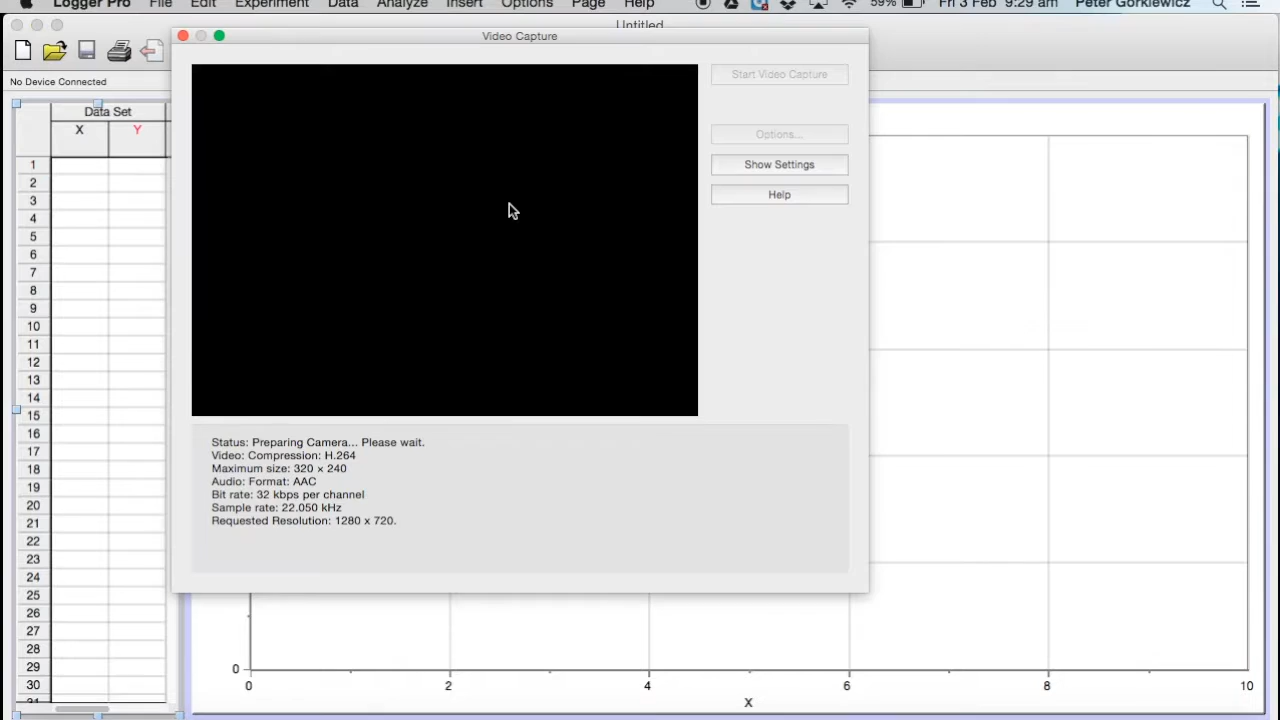 Logger Pro File Edit Experiment Data Analyze Insert Options Page Help 59% Fri 3 Feb 9:29 am Peter Gorkiewicz
Untitled
Video Capture
No Device Connected
Start Video Capture
Options...
Show Settings
Help
Data Set
X Y
1
2
3
4
5
6
7
8
9
10
11
12
13
14
15
16
17
18
19
20
21
22
23
24
25
26
27
28
29
30
31
Status: Preparing Camera... Please wait.
Video: Compression: H.264
Maximum size: 320 × 240
Audio: Format: AAC
Bit rate: 32 kbps per channel
Sample rate: 22.050 kHz
Requested Resolution: 1280 x 720.
0
0 2 4 6 8 10
X